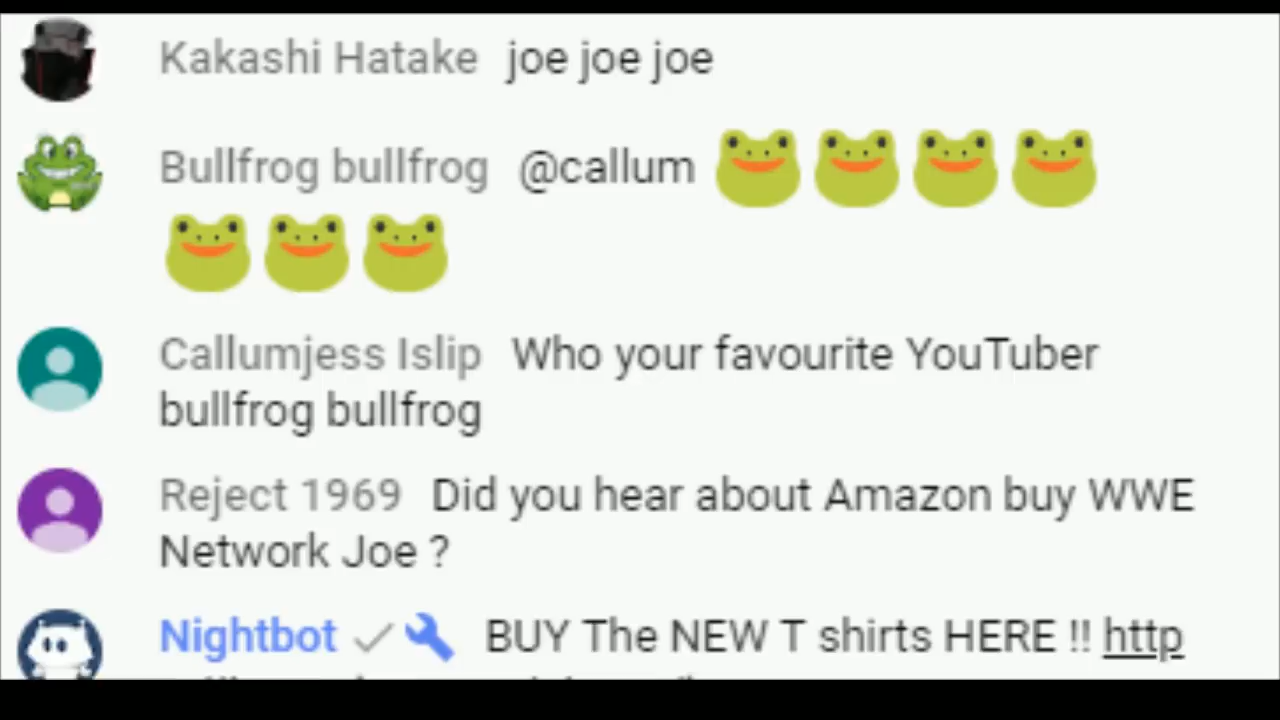 Kakashi Hatake joe joe joe
Bullfrog bullfrog @callum 🐸🐸🐸🐸
🐸🐸🐸
Callumjess Islip Who your favourite YouTuber
bullfrog bullfrog
Reject 1969 Did you hear about Amazon buy WWE
Network Joe ?
Nightbot BUY The NEW T shirts HERE !! http